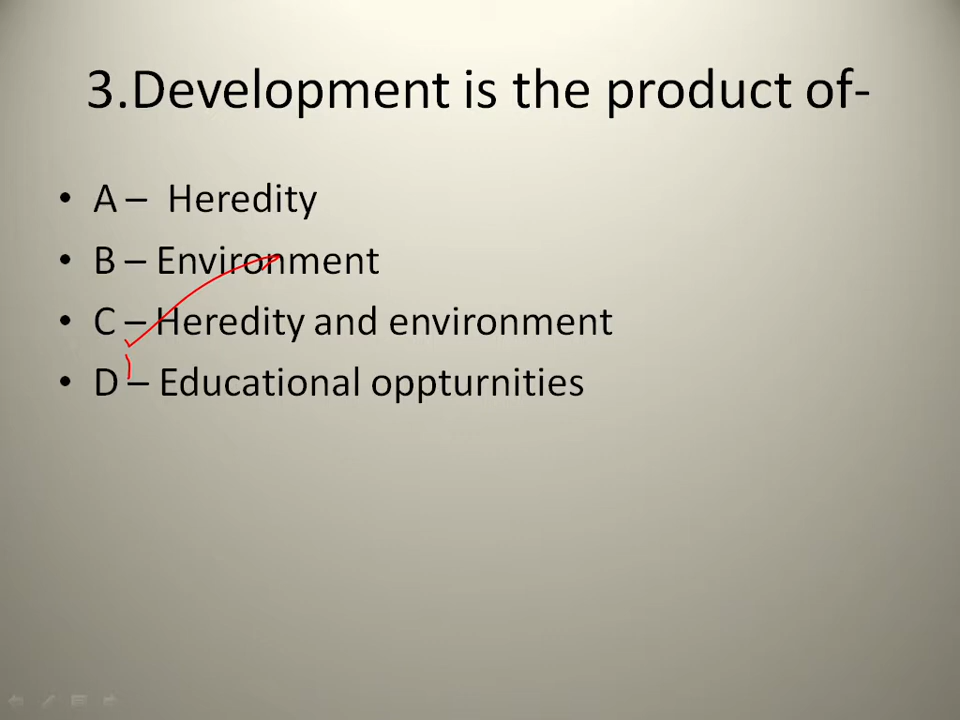 3.Development is the product of-
• A – Heredity
• B – Environment
• C – Heredity and environment
• D – Educational oppturnities